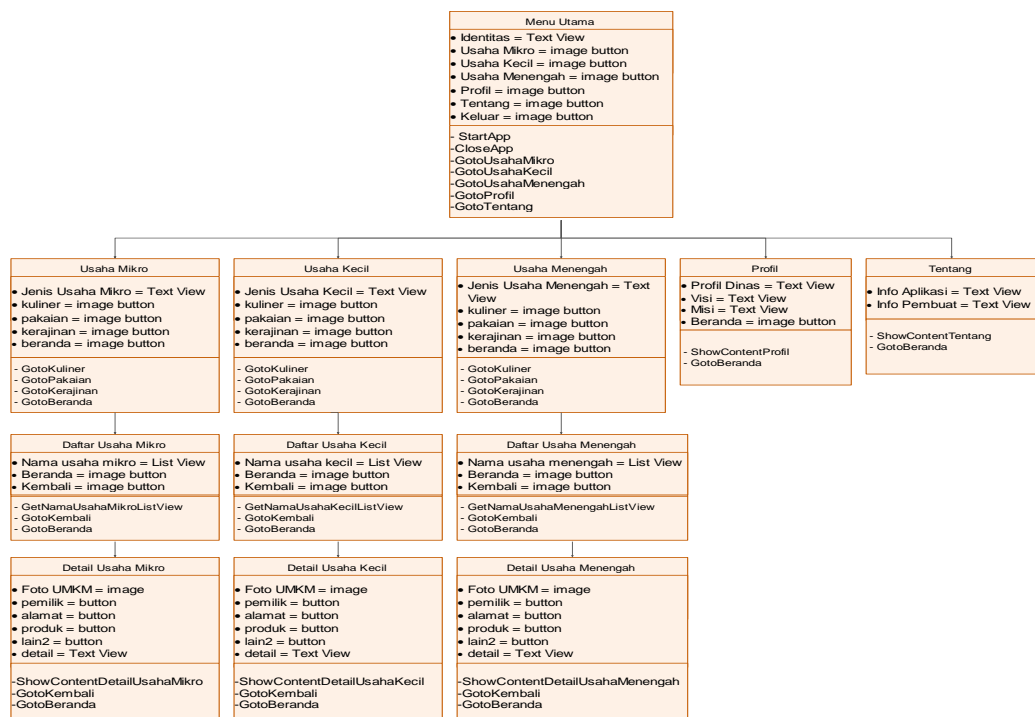 Menu Utama
• Identitas = Text View
• Usaha Mikro = image button
• Usaha Kecil = image button
• Usaha Menengah = image button
• Profil = image button
• Tentang = image button
• Keluar = image button
- StartApp
-CloseApp
-GotoUsahaMikro
-GotoUsahaKecil
-GotoUsahaMenengah
-GotoProfil
-GotoTentang
Usaha Mikro
• Jenis Usaha Mikro = Text View
• kuliner = image button
• pakaian = image button
• kerajinan = image button
• beranda = image button
- GotoKuliner
- GotoPakaian
- GotoKerajinan
- GotoBeranda
Usaha Kecil
• Jenis Usaha Kecil = Text View
• kuliner = image button
• pakaian = image button
• kerajinan = image button
• beranda = image button
- GotoKuliner
- GotoPakaian
- GotoKerajinan
- GotoBeranda
Usaha Menengah
• Jenis Usaha Menengah = Text
View
• kuliner = image button
• pakaian = image button
• kerajinan = image button
• beranda = image button
- GotoKuliner
- GotoPakaian
- GotoKerajinan
- GotoBeranda
Profil
• Profil Dinas = Text View
• Visi = Text View
• Misi = Text View
• Beranda = image button
- ShowContentProfil
- GotoBeranda
Tentang
• Info Aplikasi = Text View
• Info Pembuat = Text View
- ShowContentTentang
- GotoBeranda
Daftar Usaha Mikro
• Nama usaha mikro = List View
• Beranda = image button
• Kembali = image button
- GetNamaUsahaMikroListView
- GotoKembali
- GotoBeranda
Daftar Usaha Kecil
• Nama usaha kecil = List View
• Beranda = image button
• Kembali = image button
- GetNamaUsahaKecilListView
- GotoKembali
- GotoBeranda
Daftar Usaha Menengah
• Nama usaha menengah = List View
• Beranda = image button
• Kembali = image button
- GetNamaUsahaMenengahListView
- GotoKembali
- GotoBeranda
Detail Usaha Mikro
• Foto UMKM = image
• pemilik = button
• alamat = button
• produk = button
• lain2 = button
• detail = Text View
-ShowContentDetailUsahaMikro
-GotoKembali
-GotoBeranda
Detail Usaha Kecil
• Foto UMKM = image
• pemilik = button
• alamat = button
• produk = button
• lain2 = button
• detail = Text View
-ShowContentDetailUsahaKecil
-GotoKembali
-GotoBeranda
Detail Usaha Menengah
• Foto UMKM = image
• pemilik = button
• alamat = button
• produk = button
• lain2 = button
• detail = Text View
-ShowContentDetailUsahaMenengah
-GotoKembali
-GotoBeranda